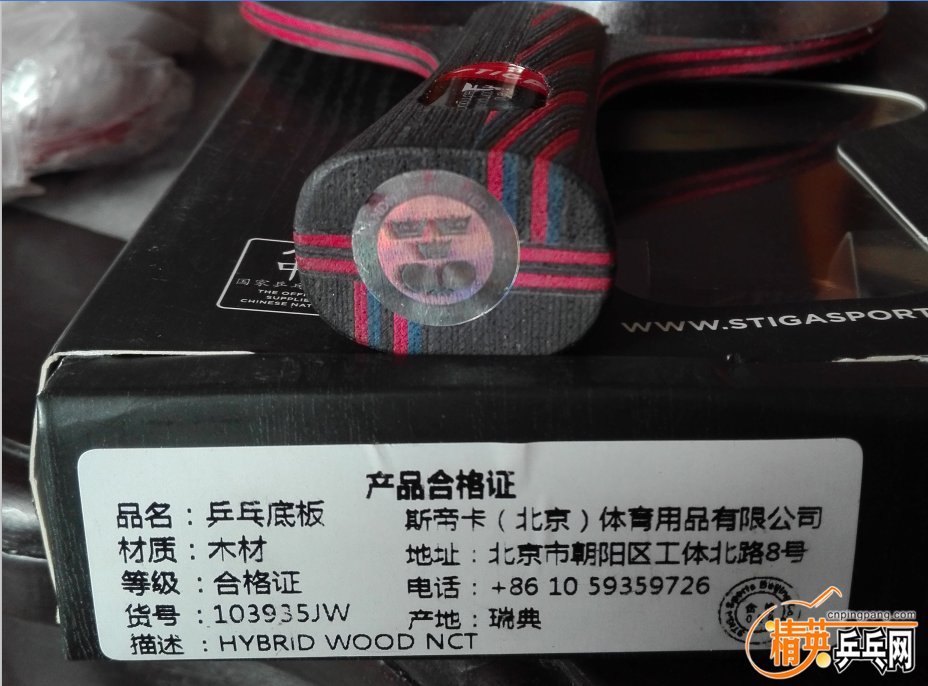 STIGA
国家乒乓
THE OFFI
SUPPLIE
CHINESE NAT
WWW.STIGASPORT
产品合格证
品名：乒乓底板
斯帝卡（北京）体育用品有限公司
材质：木材
地址：北京市朝阳区工体北路8号
等级：合格证
电话：+86 10 59359726
货号：103935JW
产地：瑞典
描述：HYBRID WOOD NCT
cnpingpang.com
精英乒乓网